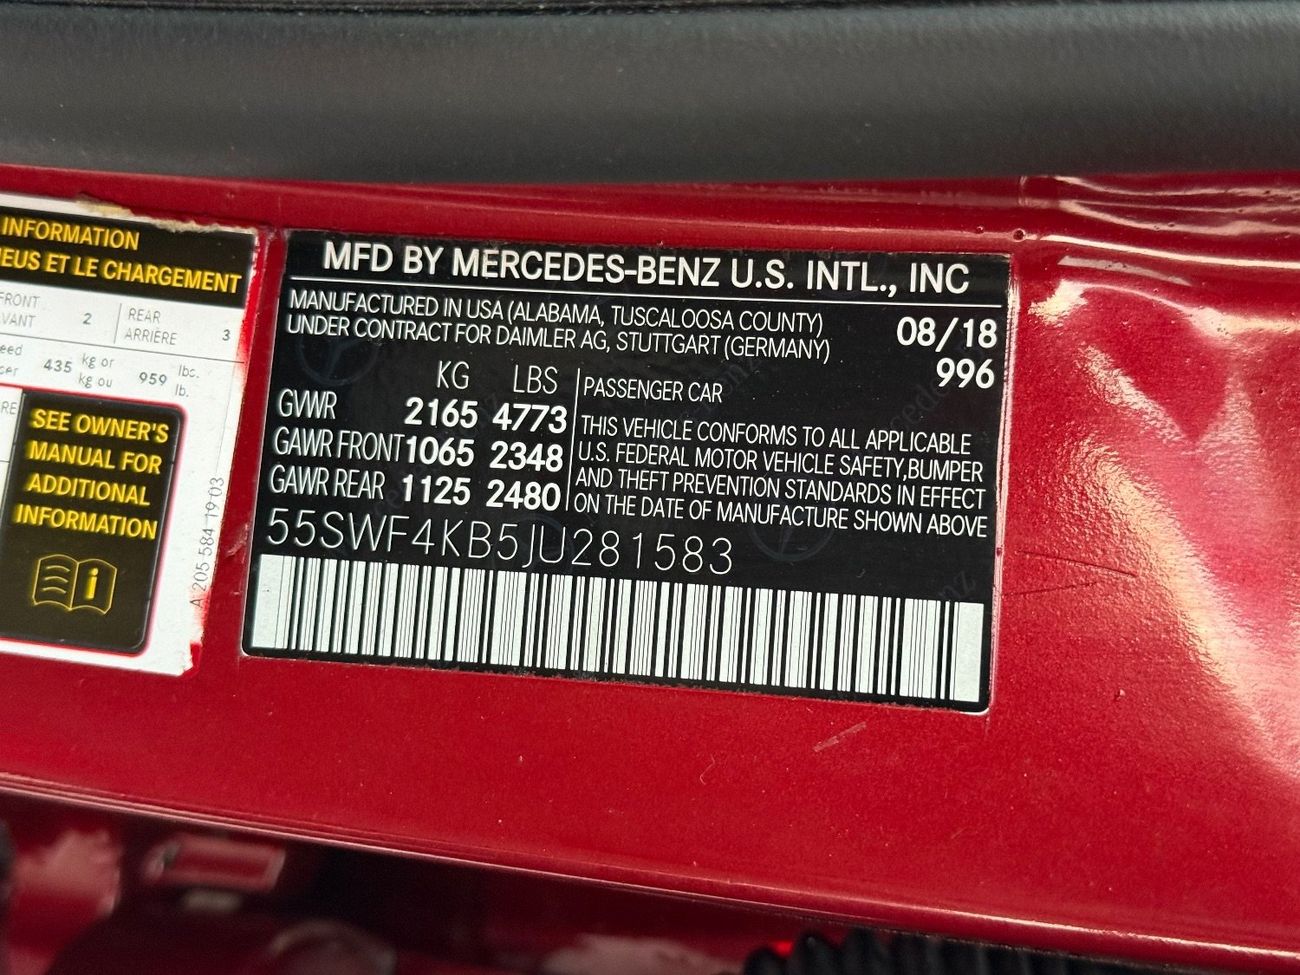 INFORMATION
EUS ET LE CHARGEMENT
FRONT
AVANT
2
REAR
ARRIÈRE
3
435
kg or
kg ou
959
lbc.
lb.
SEE OWNER'S
MANUAL FOR
ADDITIONAL
INFORMATION
i
A 205 584 19 03
MFD BY MERCEDES-BENZ U.S. INTL., INC
MANUFACTURED IN USA (ALABAMA, TUSCALOOSA COUNTY)
UNDER CONTRACT FOR DAIMLER AG, STUTTGART (GERMANY)
08/18
996
KG LBS
GVWR 2165 4773
GAWR FRONT 1065 2348
GAWR REAR 1125 2480
PASSENGER CAR
THIS VEHICLE CONFORMS TO ALL APPLICABLE
U.S. FEDERAL MOTOR VEHICLE SAFETY,BUMPER
AND THEFT PREVENTION STANDARDS IN EFFECT
ON THE DATE OF MANUFACTURE SHOWN ABOVE
55SWF4KB5JU281583